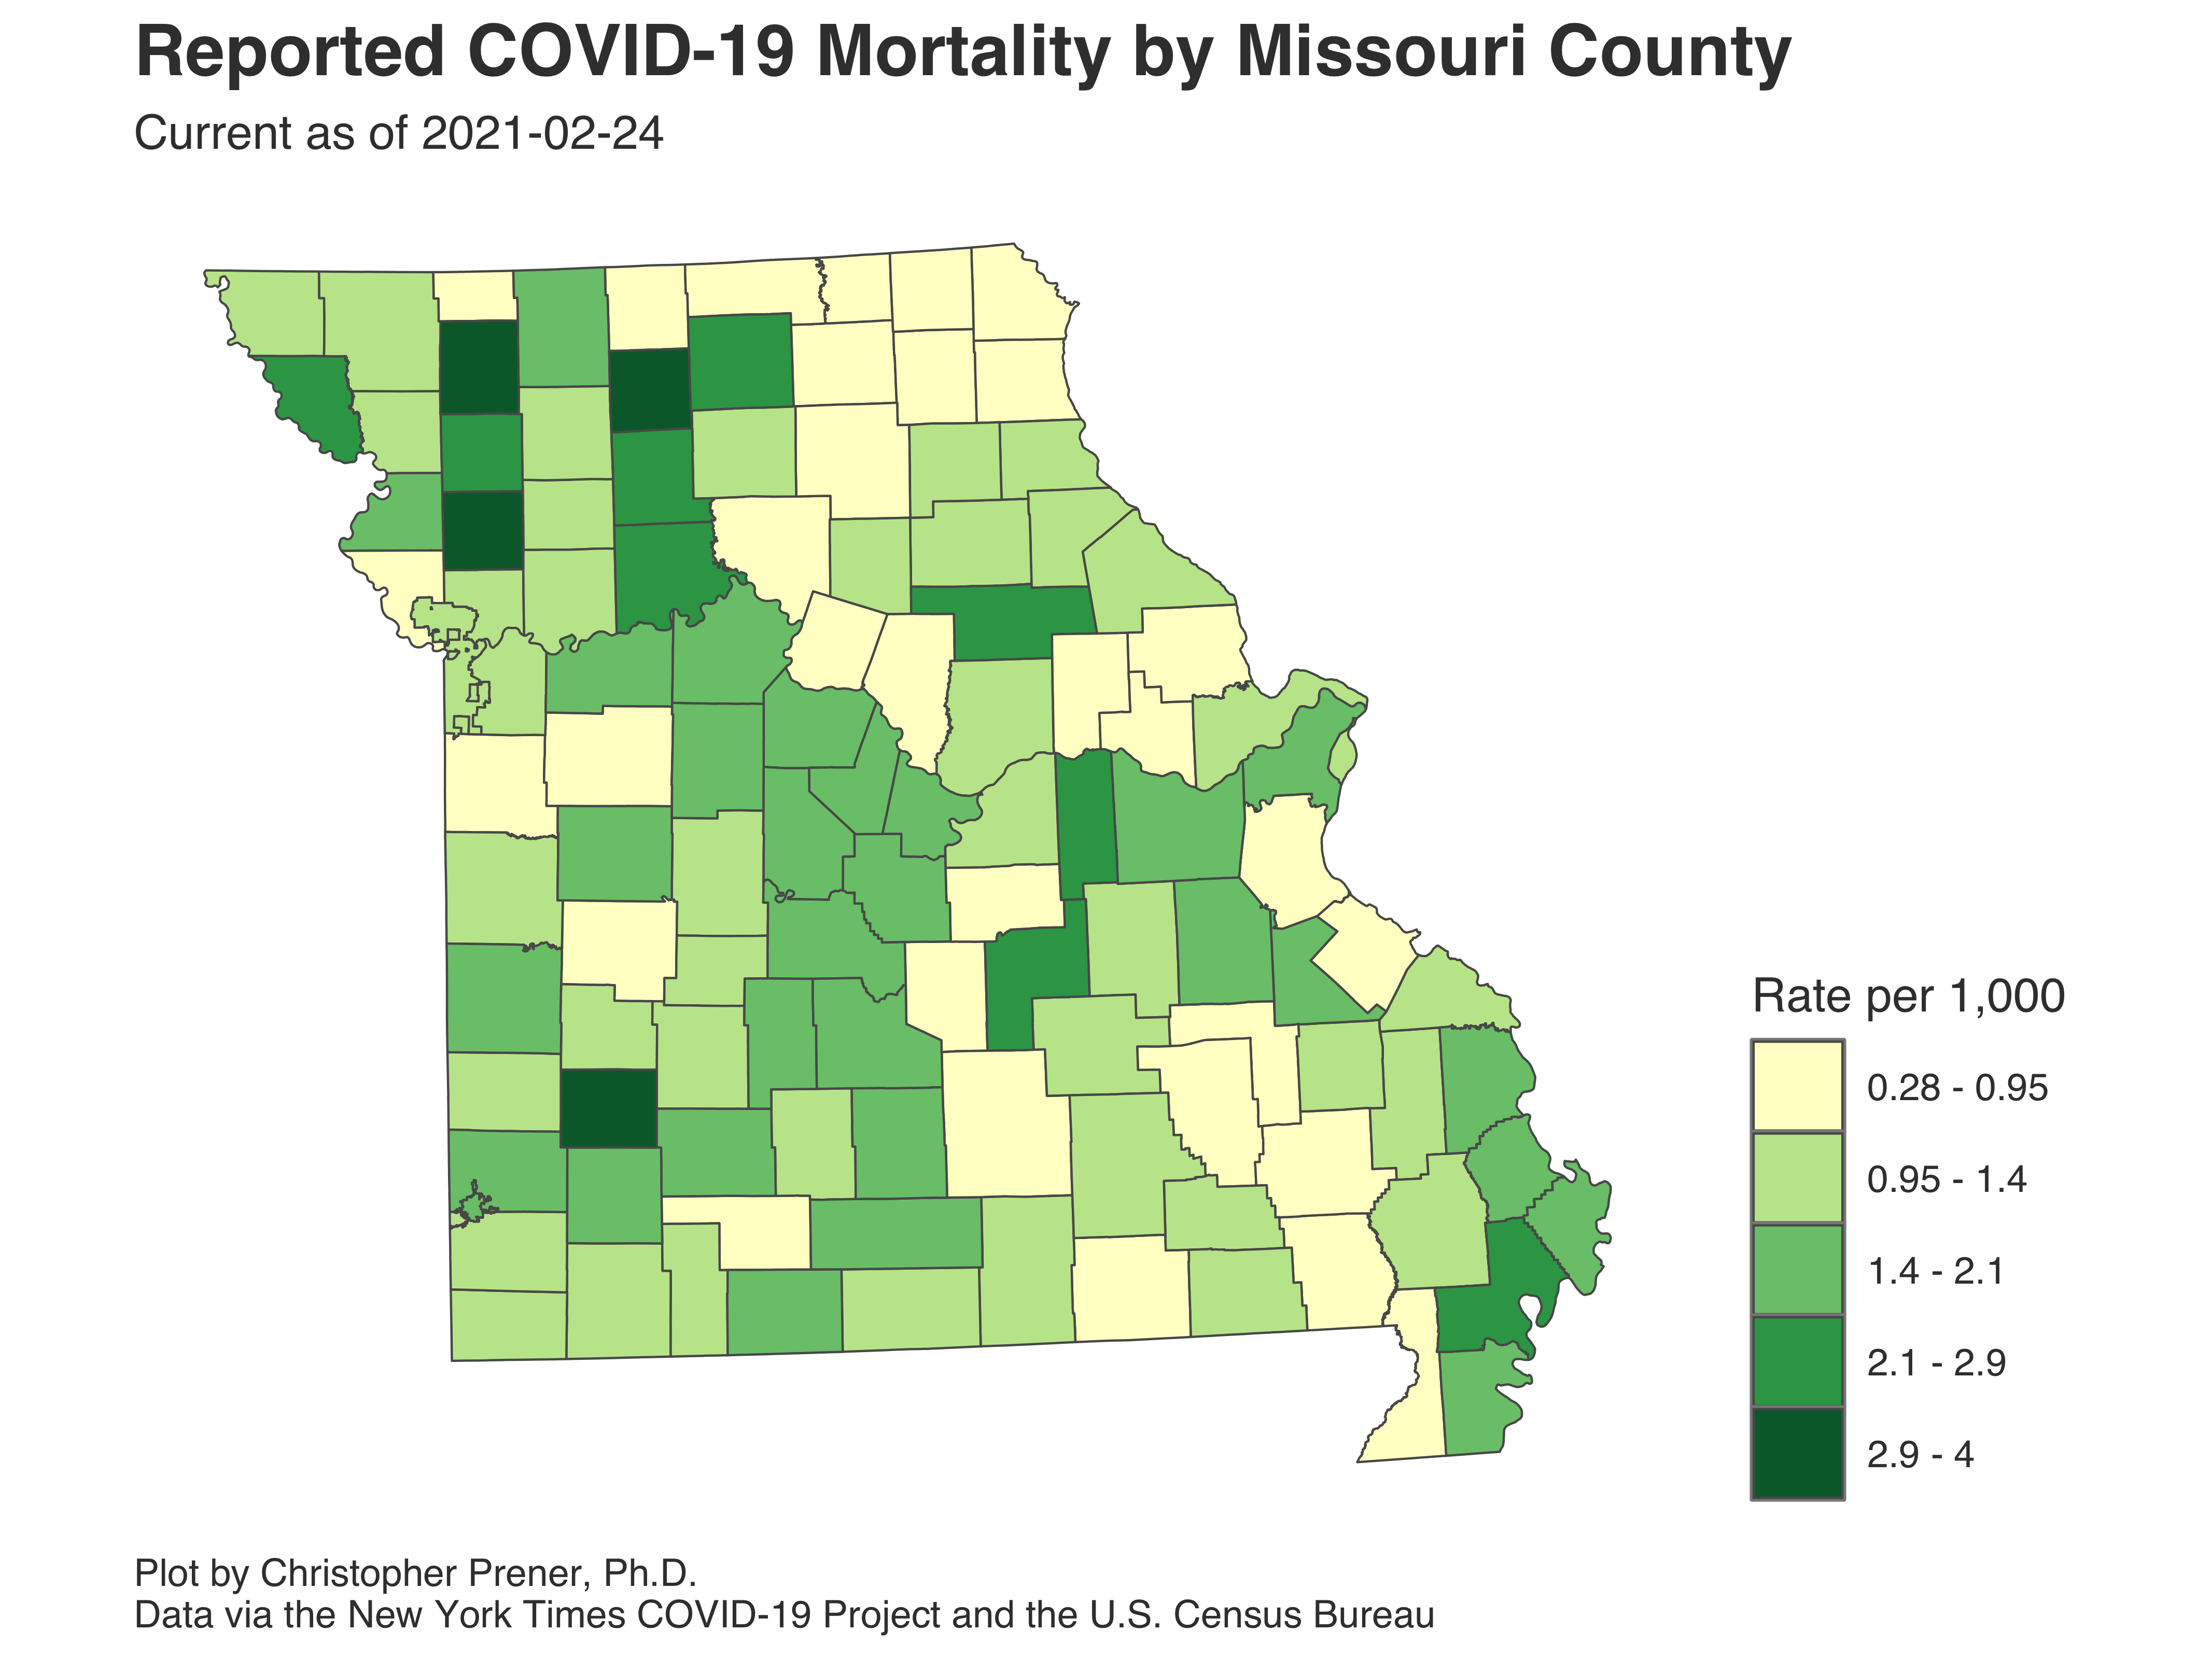 Reported COVID-19 Mortality by Missouri County
Current as of 2021-02-24
Rate per 1,000
0.28 - 0.95
0.95 - 1.4
1.4 - 2.1
2.1 - 2.9
2.9 - 4
Plot by Christopher Prener, Ph.D.
Data via the New York Times COVID-19 Project and the U.S. Census Bureau